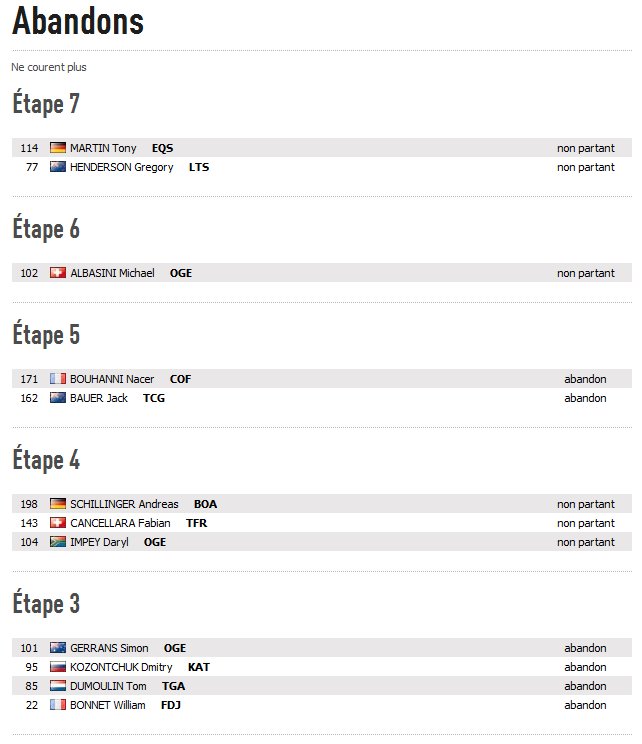 Abandons
Ne courent plus
Étape 7
114 MARTIN Tony EQS non partant
77 HENDERSON Gregory LTS non partant
Étape 6
102 ALBASINI Michael OGE non partant
Étape 5
171 BOUHANNI Nacer COF abandon
162 BAUER Jack TCG abandon
Étape 4
198 SCHILLINGER Andreas BOA non partant
143 CANCELLARA Fabian TFR non partant
104 IMPEY Daryl OGE non partant
Étape 3
101 GERRANS Simon OGE abandon
95 KOZONTCHUK Dmitry KAT abandon
85 DUMOULIN Tom TGA abandon
22 BONNET William FDJ abandon